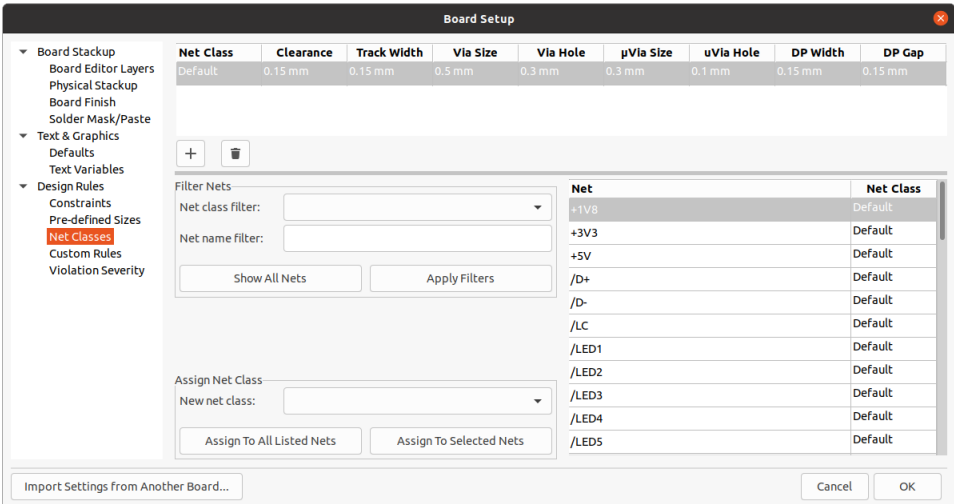 Board Setup
Board Stackup
Board Editor Layers
Physical Stackup
Board Finish
Solder Mask/Paste
Text & Graphics
Defaults
Text Variables
Design Rules
Constraints
Pre-defined Sizes
Net Classes
Custom Rules
Violation Severity
Net Class Clearance Track Width Via Size Via Hole µVia Size uVia Hole DP Width DP Gap
Default 0.15 mm 0.15 mm 0.5 mm 0.3 mm 0.3 mm 0.1 mm 0.15 mm 0.15 mm
Filter Nets
Net class filter:
Net name filter:
Show All Nets Apply Filters
Assign Net Class
New net class:
Assign To All Listed Nets Assign To Selected Nets
Net Net Class
+1V8 Default
+3V3 Default
+5V Default
/D+ Default
/D- Default
/LC Default
/LED1 Default
/LED2 Default
/LED3 Default
/LED4 Default
/LED5 Default
Import Settings from Another Board... Cancel OK